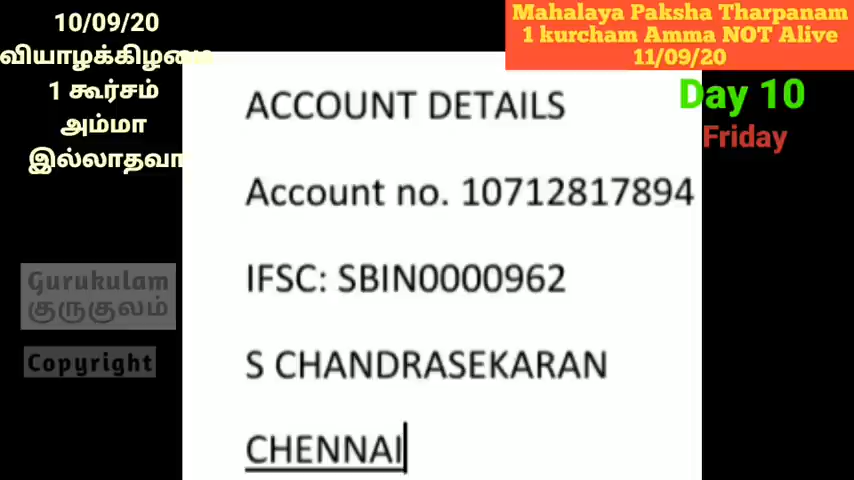 10/09/20
வியாழக்கிழமை
1 கூர்சம்
அம்மா
இல்லாதவா
Mahalaya Paksha Tharpanam
1 kurcham Amma NOT Alive
11/09/20
Day 10
Friday
ACCOUNT DETAILS
Account no. 10712817894
IFSC: SBIN0000962
S CHANDRASEKARAN
CHENNAI
Gurukulam
குருகுலம்
Copyright